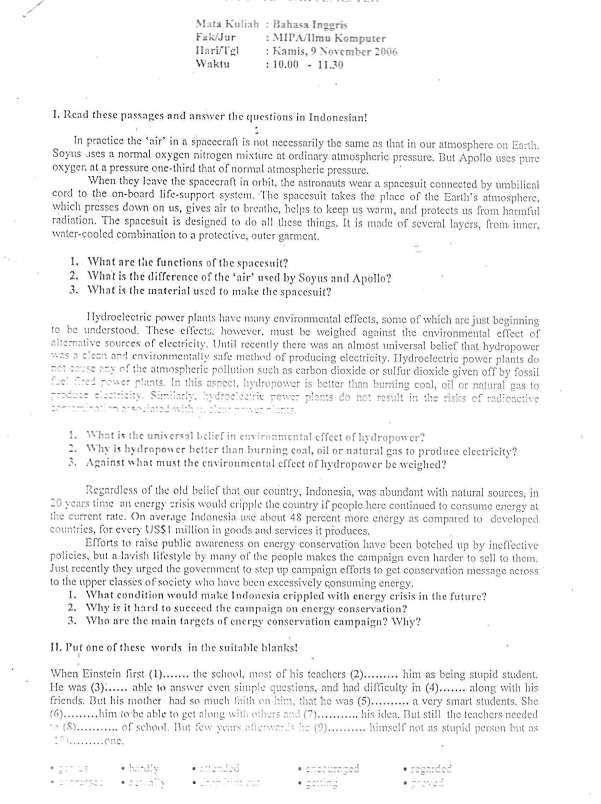 Mata Kuliah : Bahasa Inggris
Fak/Jur : MIPA/Ilmu Komputer
Hari/Tgl : Kamis, 9 November 2006
Waktu : 10.00 - 11.30
I. Read these passages and answer the questions in Indonesian!
In practice the 'air' in a spacecraft is not necessarily the same as that in our atmosphere on Earth.
Soyus uses a normal oxygen nitrogen mixture at ordinary atmospheric pressure. But Apollo uses pure
oxygen at a pressure one-third that of normal atmospheric pressure.
When they leave the spacecraft in orbit, the astronauts wear a spacesuit connected by umbilical
cord to the on-board life-support system. The spacesuit takes the place of the Earth's atmosphere,
which presses down on us, gives air to breathe, helps to keep us warm, and protects us from harmful
radiation. The spacesuit is designed to do all these things. It is made of several layers, from inner,
water-cooled combination to a protective, outer garment.
1. What are the functions of the spacesuit?
2. What is the difference of the 'air' used by Soyus and Apollo?
3. What is the material used to make the spacesuit?
Hydroelectric power plants have many environmental effects, some of which are just beginning
to be understood. These effects, however, must be weighed against the environmental effect of
alternative sources of electricity. Until recently there was an almost universal belief that hydropower
was a clean and environmentally safe method of producing electricity. Hydroelectric power plants do
not cause any of the atmospheric pollution such as carbon dioxide or sulfur dioxide given off by fossil
fuel fired power plants. In this aspect, hydropower is better than burning coal, oil or natural gas to
produce electricity. Similarly, hydroelectric power plants do not result in the risks of radioactive
contamination associated with power plants.
1. What is the universal belief in environmental effect of hydropower?
2. Why is hydropower better than burning coal, oil or natural gas to produce electricity?
3. Against what must the environmental effect of hydropower be weighed?
Regardless of the old belief that our country, Indonesia, was abundant with natural sources, in
20 years time an energy crisis would cripple the country if people here continued to consume energy at
the current rate. On average Indonesia use about 48 percent more energy as compared to developed
countries, for every US$1 million in goods and services it produces.
Efforts to raise public awareness on energy conservation have been botched up by ineffective
policies, but a lavish lifestyle by many of the people makes the campaign even harder to sell to them.
Just recently they urged the government to step up campaign efforts to get conservation message across
to the upper classes of society who have been excessively consuming energy.
1. What condition would make Indonesia crippled with energy crisis in the future?
2. Why is it hard to succeed the campaign on energy conservation?
3. Who are the main targets of energy conservation campaign? Why?
II. Put one of these words in the suitable blanks!
When Einstein first (1)....... the school, most of his teachers (2)......... him as being stupid student.
He was (3)...... able to answer even simple questions, and had difficulty in (4)....... along with his
friends. But his mother had so much faith on him, that he was (5).......... a very smart students. She
(6).........him to be able to get along with others and (7).......... his idea. But still the teachers needed
to (8).......... of school. But few years afterwards he (9).......... himself not as stupid person but as
.........one.
• genius • hardly • attended • encouraged • regarded
• expressed • actually • drop him out • getting • proved